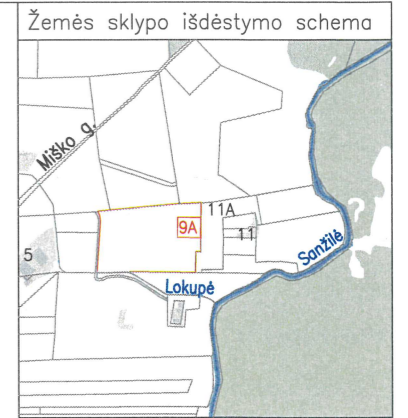 Žemės sklypo išdėstymo schema
Miško g.
11A
9A
11
5
Sanžilė
Lokupė